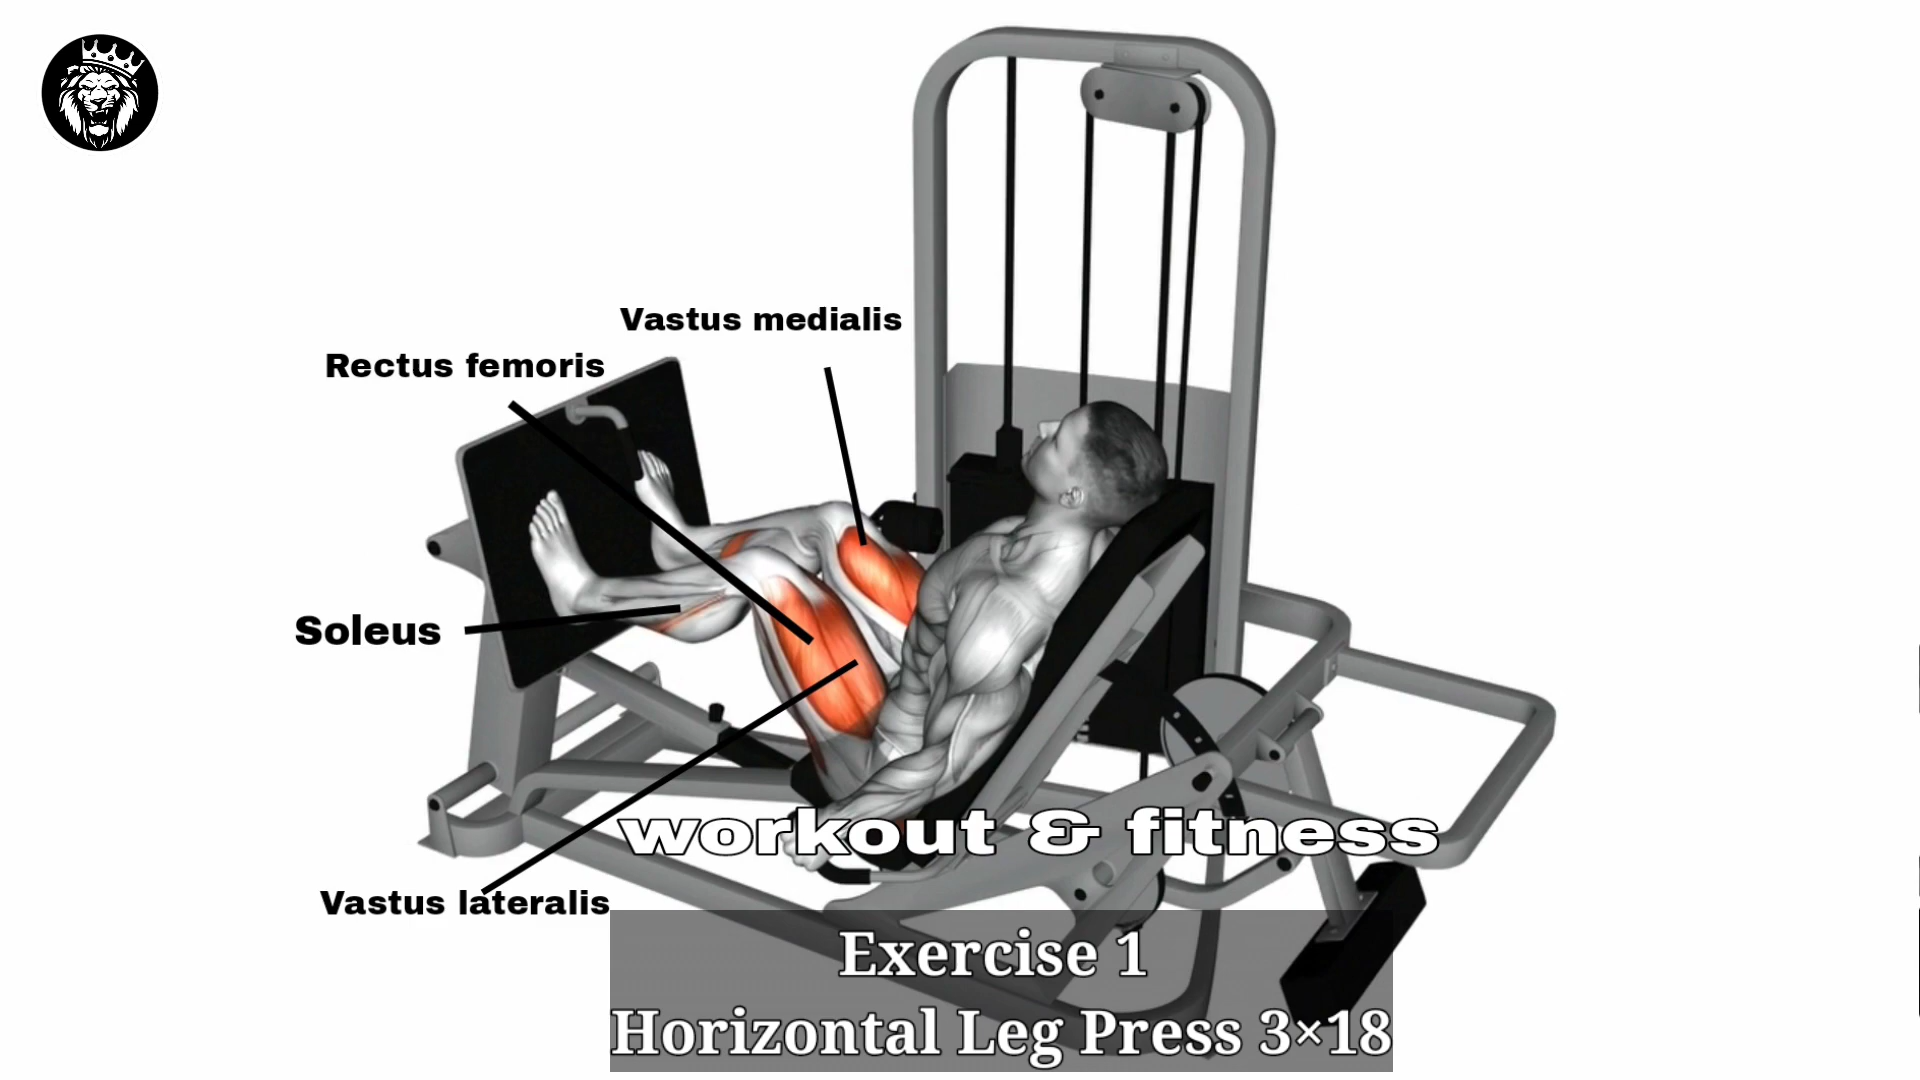 Vastus medialis
Rectus femoris
Soleus
Vastus lateralis
workout & fitness
Exercise 1
Horizontal Leg Press 3×18